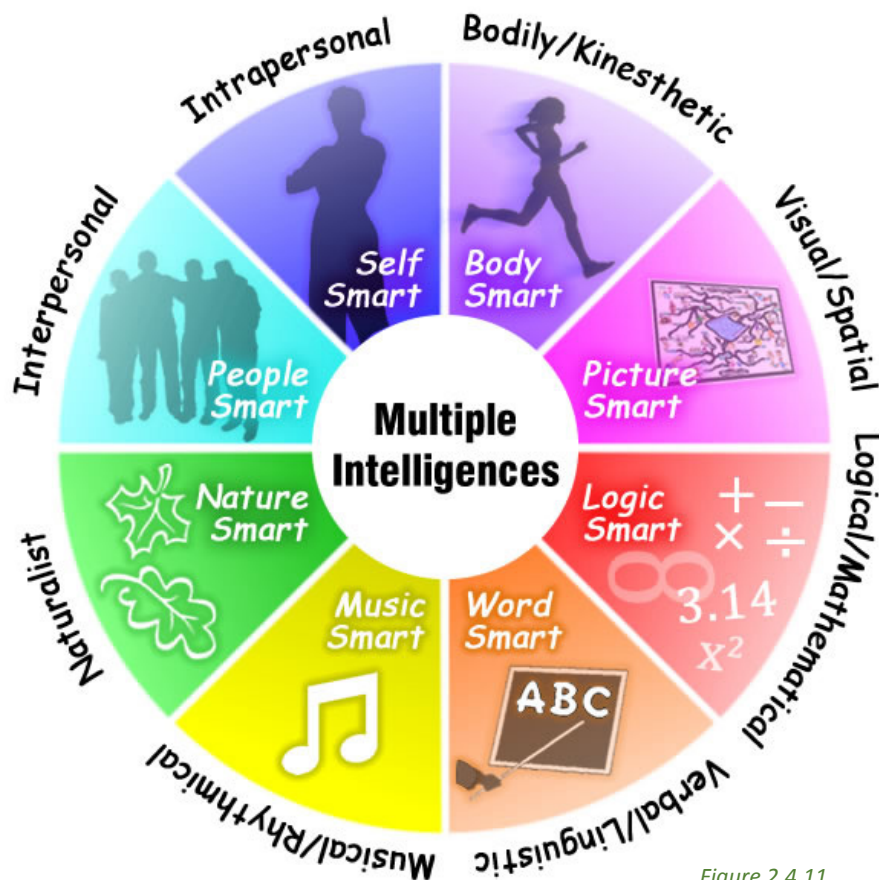 Intrapersonal
Bodily/Kinesthetic
Interpersonal
Visual/Spatial
Self
Smart
Body
Smart
People
Smart
Picture
Smart
Multiple
Intelligences
Nature
Smart
Logic
Smart
+ −
× ÷
8
3.14
x²
Naturalist
Logical/Mathematical
Music
Smart
Word
Smart
ABC
Musical/Rhythmical
Verbal/Linguistic
Figure 2.4.11